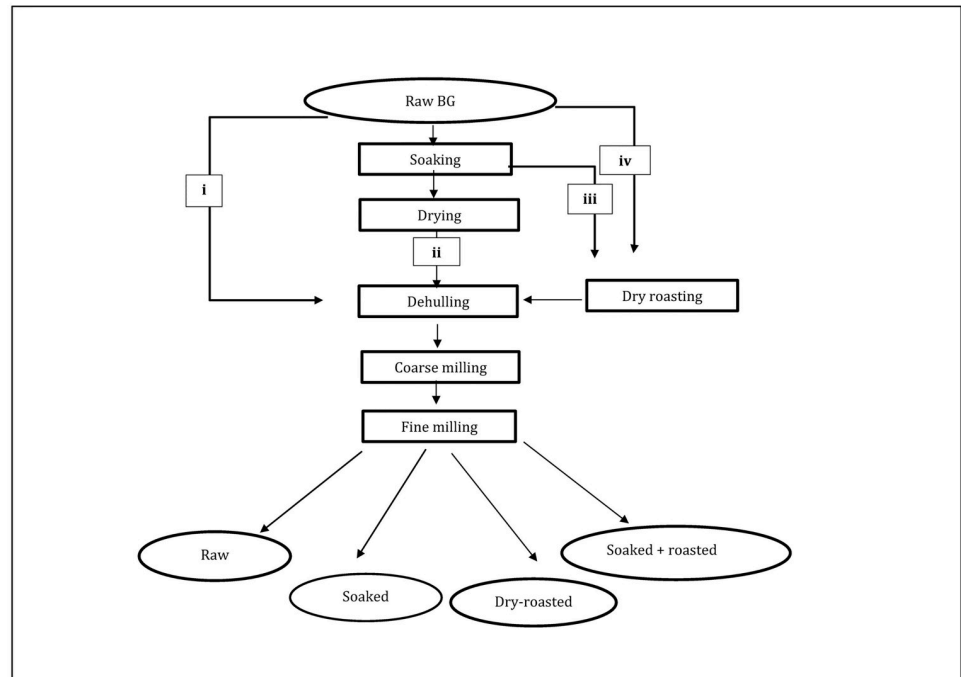 Raw BG
Soaking
iv
i
iii
Drying
ii
Dehulling
Dry roasting
Coarse milling
Fine milling
Raw
Soaked + roasted
Soaked
Dry-roasted